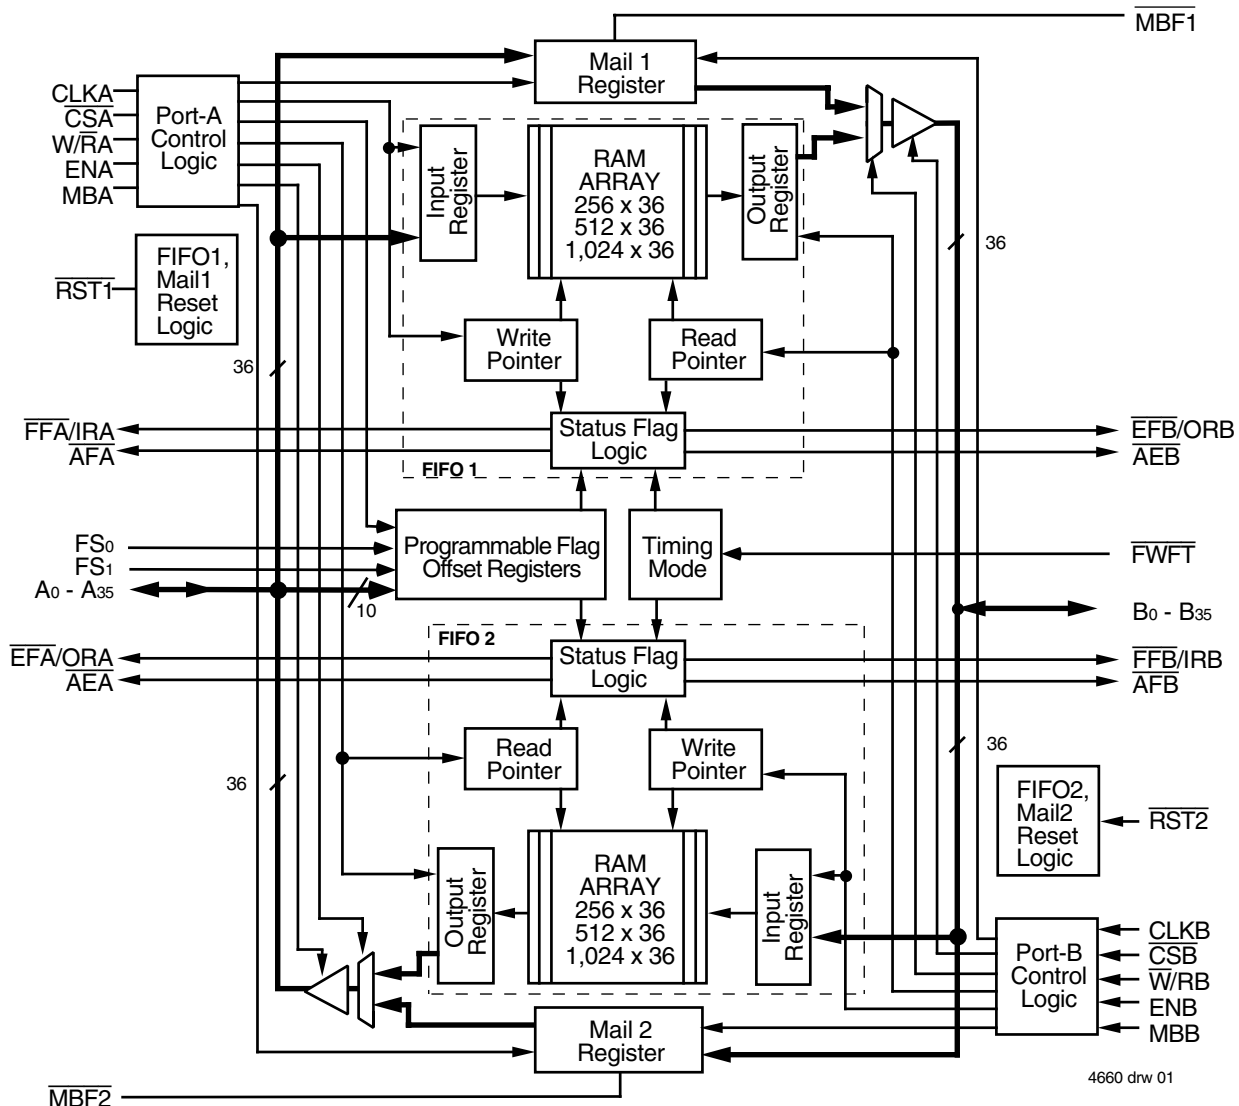 MBF1
Mail 1
Register
CLKA
CSA
W/RA
ENA
MBA
Port-A
Control
Logic
Input
Register
RAM
ARRAY
256 x 36
512 x 36
1,024 x 36
Output
Register
36
RST1
FIFO1,
Mail1
Reset
Logic
Write
Pointer
Read
Pointer
36
FFA/IRA
AFA
Status Flag
Logic
EFB/ORB
AEB
FIFO 1
FS0
FS1
A0 - A35
Programmable Flag
Offset Registers
10
Timing
Mode
FWFT
B0 - B35
FIFO 2
EFA/ORA
AEA
Status Flag
Logic
FFB/IRB
AFB
Read
Pointer
Write
Pointer
36
36
FIFO2,
Mail2
Reset
Logic
RST2
Output
Register
RAM
ARRAY
256 x 36
512 x 36
1,024 x 36
Input
Register
Port-B
Control
Logic
CLKB
CSB
W/RB
ENB
MBB
Mail 2
Register
MBF2
4660 drw 01